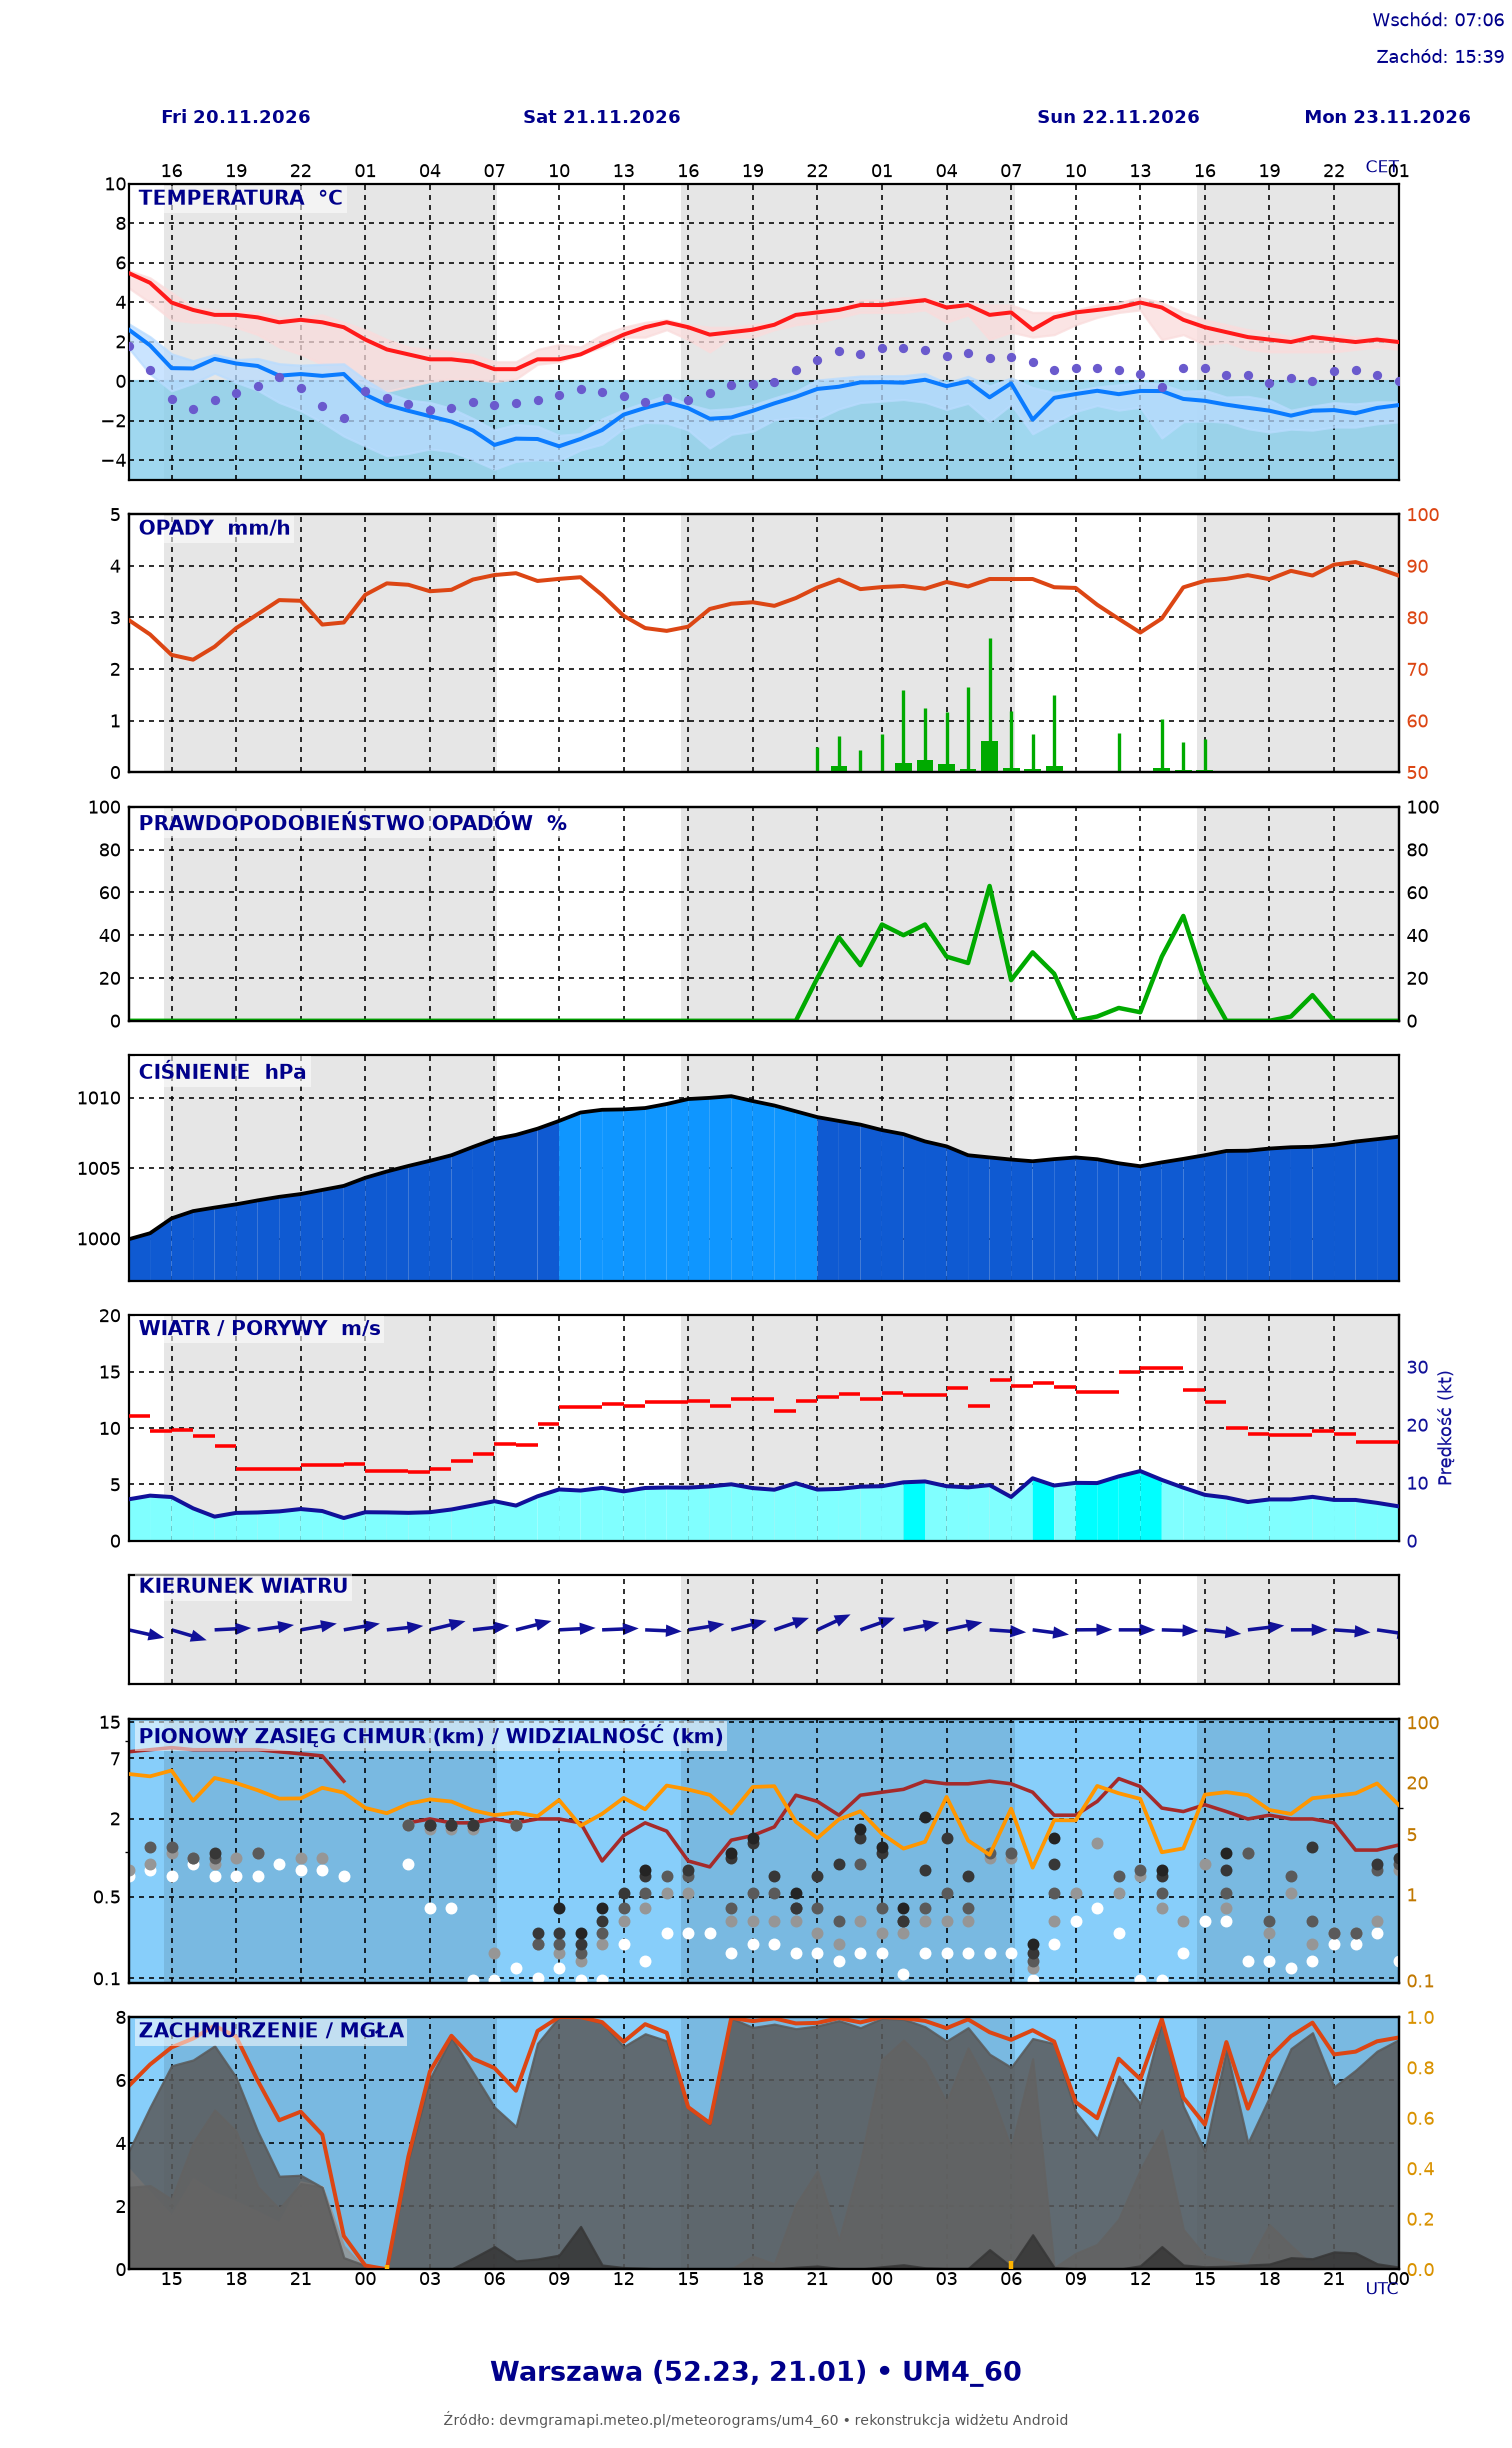 Wschód: 07:06
Zachód: 15:39
Fri 20.11.2026 Sat 21.11.2026 Sun 22.11.2026 Mon 23.11.2026
CET
16 19 22 01 04 07 10 13 16 19 22 01 04 07 10 13 16 19 22 01
TEMPERATURA °C
10
8
6
4
2
0
−2
−4
OPADY mm/h
5 100
4 90
3 80
2 70
1 60
0 50
PRAWDOPODOBIEŃSTWO OPADÓW %
100 100
80 80
60 60
40 40
20 20
0 0
CIŚNIENIE hPa
1010
1005
1000
WIATR / PORYWY m/s
20
15 30
10 20
5 10
0 0
Prędkość (kt)
KIERUNEK WIATRU
PIONOWY ZASIĘG CHMUR (km) / WIDZIALNOŚĆ (km)
15 100
7 20
2 5
0.5 1
0.1 0.1
ZACHMURZENIE / MGŁA
8 1.0
6 0.8
0.6
4 0.4
2 0.2
0 0.0
15 18 21 00 03 06 09 12 15 18 21 00 03 06 09 12 15 18 21 00
UTC
Warszawa (52.23, 21.01) • UM4_60
Źródło: devmgramapi.meteo.pl/meteorograms/um4_60 • rekonstrukcja widżetu Android